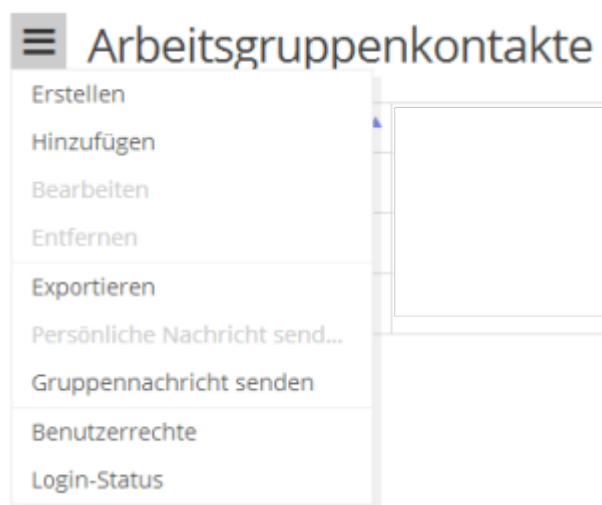 Arbeitsgruppenkontakte
Erstellen
Hinzufügen
Bearbeiten
Entfernen
Exportieren
Persönliche Nachricht send...
Gruppennachricht senden
Benutzerrechte
Login-Status